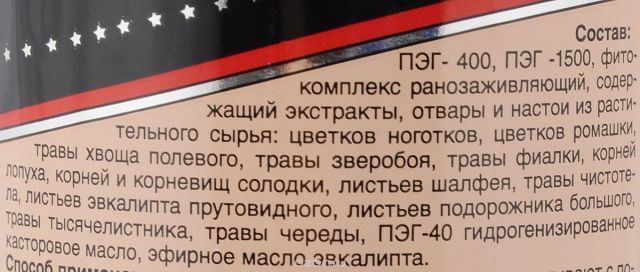 Состав:
ПЭГ- 400, ПЭГ -1500, фито-
комплекс ранозаживляющий, содер-
жащий экстракты, отвары и настои из расти-
тельного сырья: цветков ноготков, цветков ромашки,
травы хвоща полевого, травы зверобоя, травы фиалки, корней
лопуха, корней и корневищ солодки, листьев шалфея, травы чистоте-
ла, листьев эвкалипта прутовидного, листьев подорожника большого,
травы тысячелистника, травы череды, ПЭГ-40 гидрогенизированное
касторовое масло, эфирное масло эвкалипта.
Способ